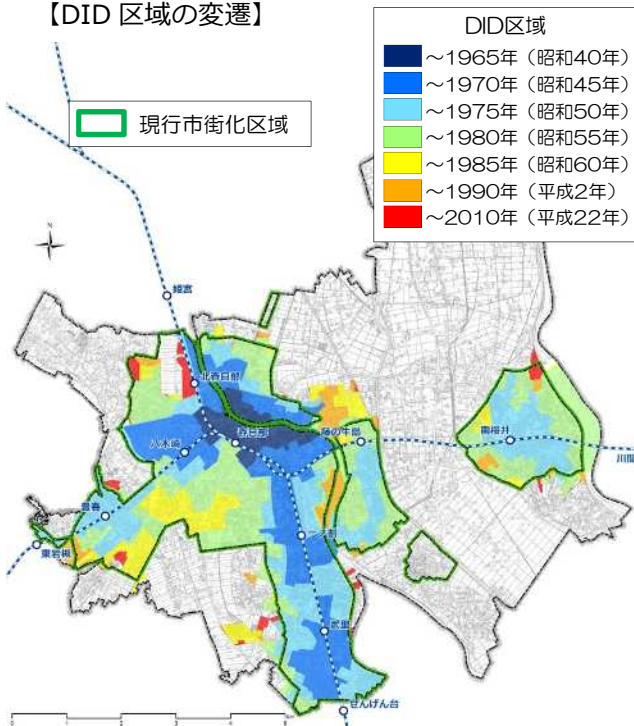 【DID 区域の変遷】
DID区域
～1965年（昭和40年）
～1970年（昭和45年）
～1975年（昭和50年）
～1980年（昭和55年）
～1985年（昭和60年）
～1990年（平成2年）
～2010年（平成22年）
現行市街化区域
N
姫宮
北春日部
春日部
藤の牛島
南桜井
川間
八木崎
豊春
東岩槻
一ノ割
武里
せんげん台